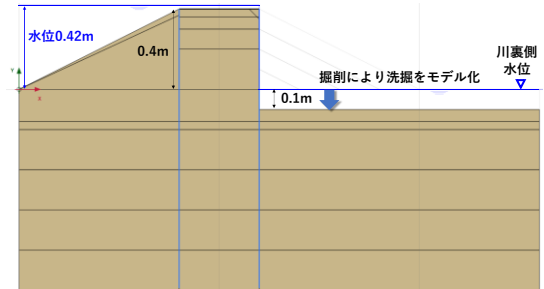 水位0.42m
0.4m
川裏側
水位
掘削により洗掘をモデル化
0.1m
Y
X